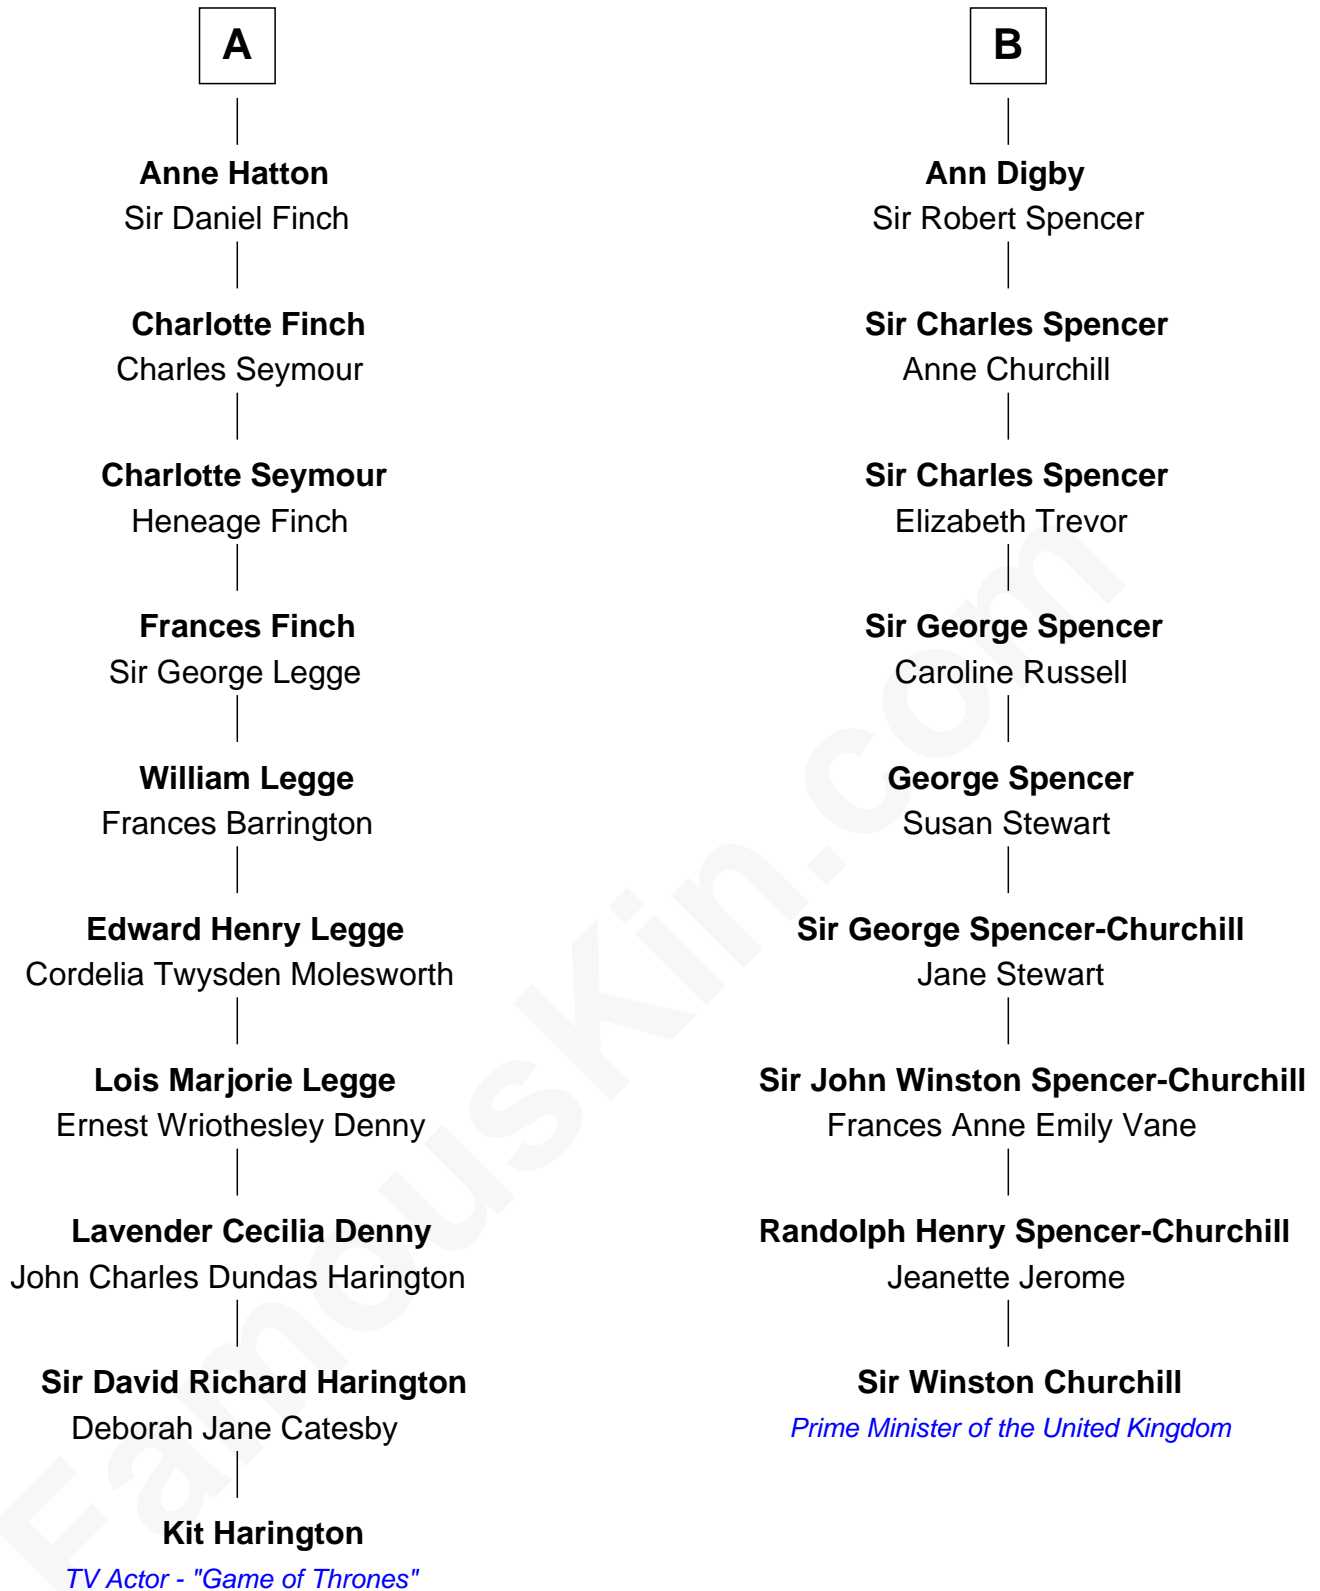 A
Anne Hatton
Sir Daniel Finch
Charlotte Finch
Charles Seymour
Charlotte Seymour
Heneage Finch
Frances Finch
Sir George Legge
William Legge
Frances Barrington
Edward Henry Legge
Cordelia Twysden Molesworth
Lois Marjorie Legge
Ernest Wriothesley Denny
Lavender Cecilia Denny
John Charles Dundas Harington
Sir David Richard Harington
Deborah Jane Catesby
Kit Harington
TV Actor - "Game of Thrones"
B
Ann Digby
Sir Robert Spencer
Sir Charles Spencer
Anne Churchill
Sir Charles Spencer
Elizabeth Trevor
Sir George Spencer
Caroline Russell
George Spencer
Susan Stewart
Sir George Spencer-Churchill
Jane Stewart
Sir John Winston Spencer-Churchill
Frances Anne Emily Vane
Randolph Henry Spencer-Churchill
Jeanette Jerome
Sir Winston Churchill
Prime Minister of the United Kingdom
FamousKin.com